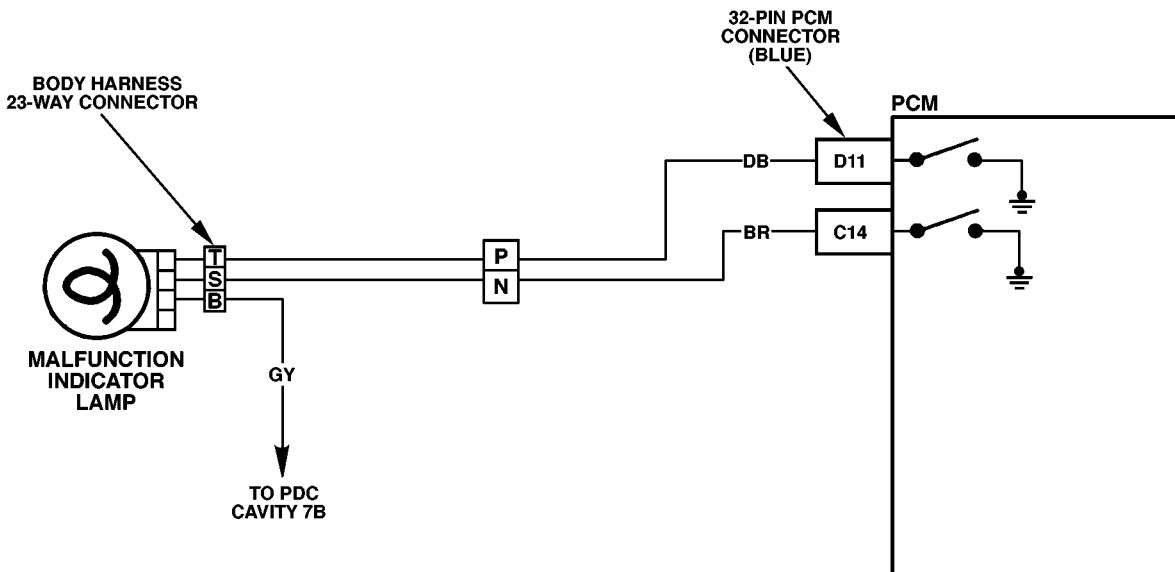 32-PIN PCM
CONNECTOR
(BLUE)
BODY HARNESS
23-WAY CONNECTOR
PCM
DB
D11
BR
C14
T
S
B
P
N
MALFUNCTION
INDICATOR
LAMP
GY
TO PDC
CAVITY 7B